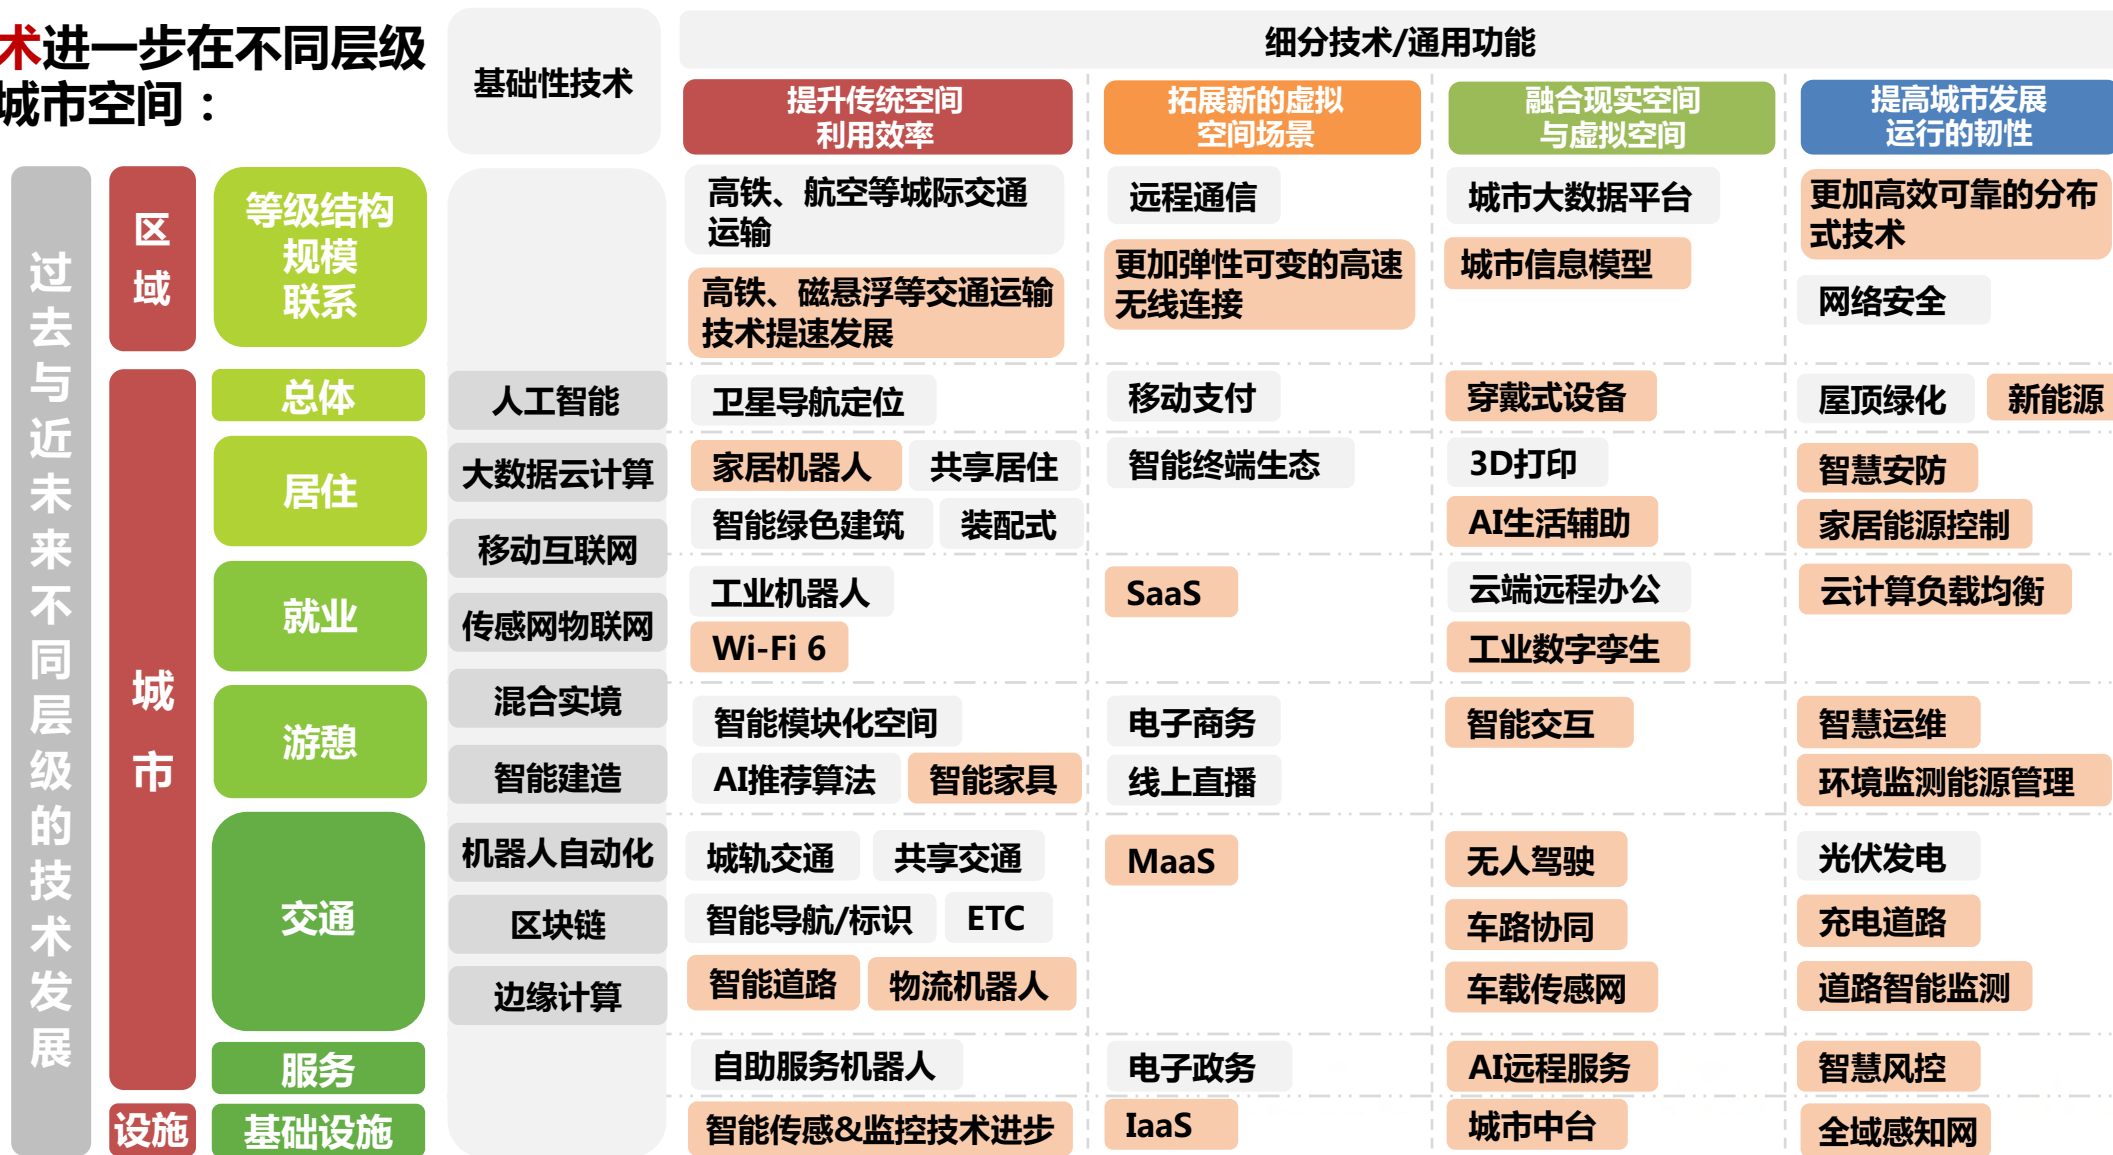 术进一步在不同层级
城市空间：
基础性技术
细分技术/通用功能
提升传统空间
利用效率
拓展新的虚拟
空间场景
融合现实空间
与虚拟空间
提高城市发展
运行的韧性
过去与近未来不同层级的技术发展
区域
等级结构
规模
联系
高铁、航空等城际交通
运输
高铁、磁悬浮等交通运输
技术提速发展
远程通信
更加弹性可变的高速
无线连接
城市大数据平台
城市信息模型
更加高效可靠的分布
式技术
网络安全
城市
总体
人工智能
大数据云计算
移动互联网
传感网物联网
混合实境
智能建造
机器人自动化
区块链
边缘计算
卫星导航定位
移动支付
穿戴式设备
屋顶绿化
新能源
居住
家居机器人
共享居住
智能绿色建筑
装配式
智能终端生态
3D打印
AI生活辅助
智慧安防
家居能源控制
就业
工业机器人
Wi-Fi 6
SaaS
云端远程办公
工业数字孪生
云计算负载均衡
游憩
智能模块化空间
AI推荐算法
智能家具
电子商务
线上直播
智能交互
智慧运维
环境监测能源管理
交通
城轨交通
共享交通
智能导航/标识
ETC
智能道路
物流机器人
MaaS
无人驾驶
车路协同
车载传感网
光伏发电
充电道路
道路智能监测
服务
自助服务机器人
电子政务
AI远程服务
智慧风控
设施
基础设施
智能传感&监控技术进步
IaaS
城市中台
全域感知网